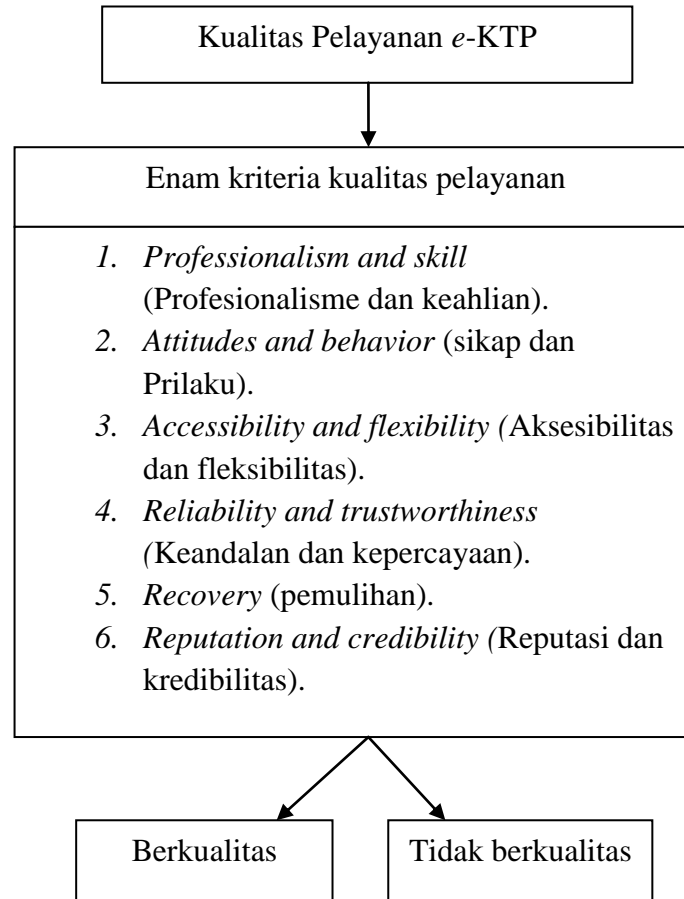 Kualitas Pelayanan e-KTP
Enam kriteria kualitas pelayanan
1. Professionalism and skill
(Profesionalisme dan keahlian).
2. Attitudes and behavior (sikap dan
Prilaku).
3. Accessibility and flexibility (Aksesibilitas
dan fleksibilitas).
4. Reliability and trustworthiness
(Keandalan dan kepercayaan).
5. Recovery (pemulihan).
6. Reputation and credibility (Reputasi dan
kredibilitas).
Berkualitas
Tidak berkualitas